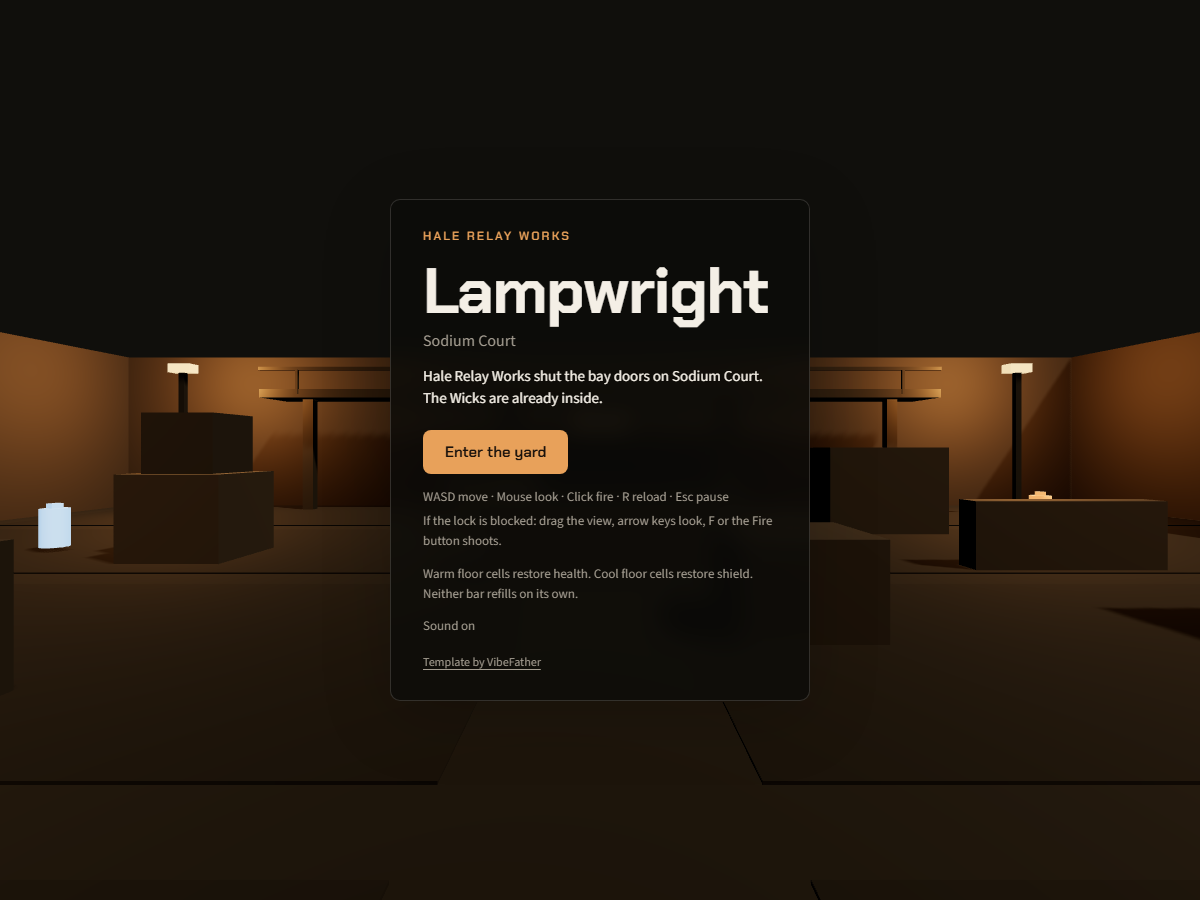 HALE RELAY WORKS
Lampwright
Sodium Court
Hale Relay Works shut the bay doors on Sodium Court.
The Wicks are already inside.
Enter the yard
WASD move · Mouse look · Click fire · R reload · Esc pause
If the lock is blocked: drag the view, arrow keys look, F or the Fire
button shoots.
Warm floor cells restore health. Cool floor cells restore shield.
Neither bar refills on its own.
Sound on
Template by VibeFather